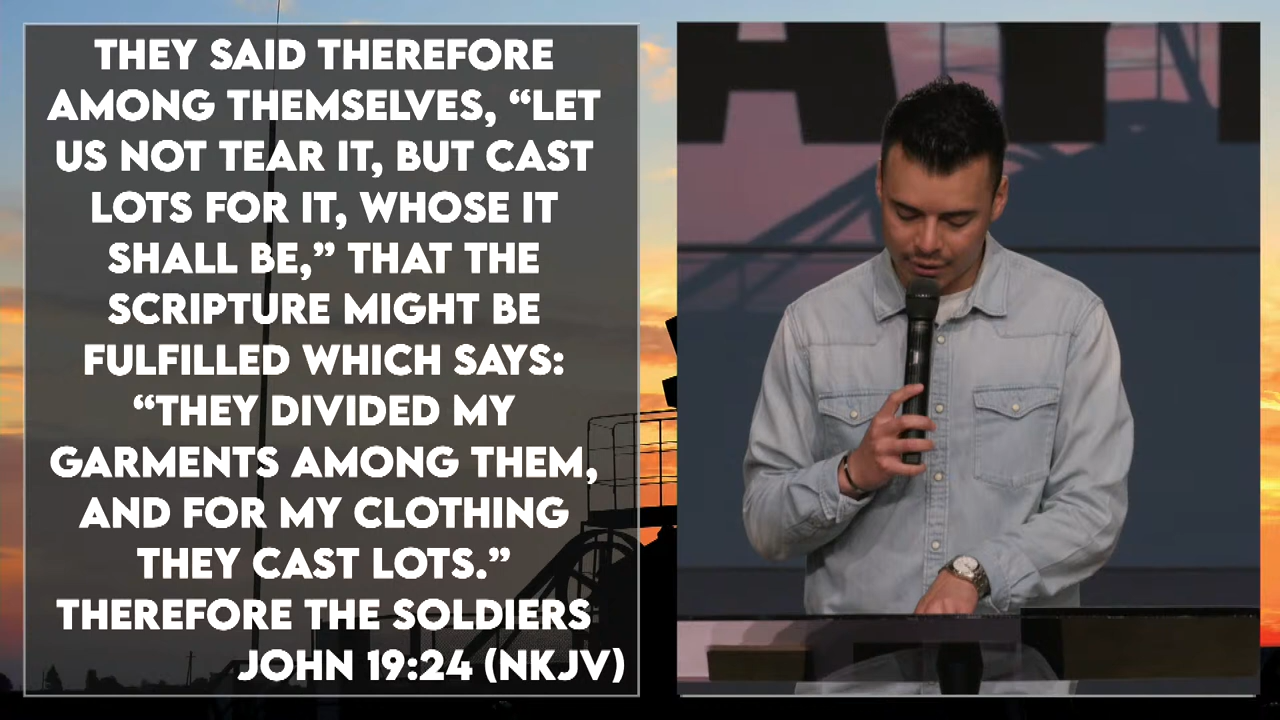 THEY SAID THEREFORE
AMONG THEMSELVES, “LET
US NOT TEAR IT, BUT CAST
LOTS FOR IT, WHOSE IT
SHALL BE,” THAT THE
SCRIPTURE MIGHT BE
FULFILLED WHICH SAYS:
“THEY DIVIDED MY
GARMENTS AMONG THEM,
AND FOR MY CLOTHING
THEY CAST LOTS.”
THEREFORE THE SOLDIERS
JOHN 19:24 (NKJV)